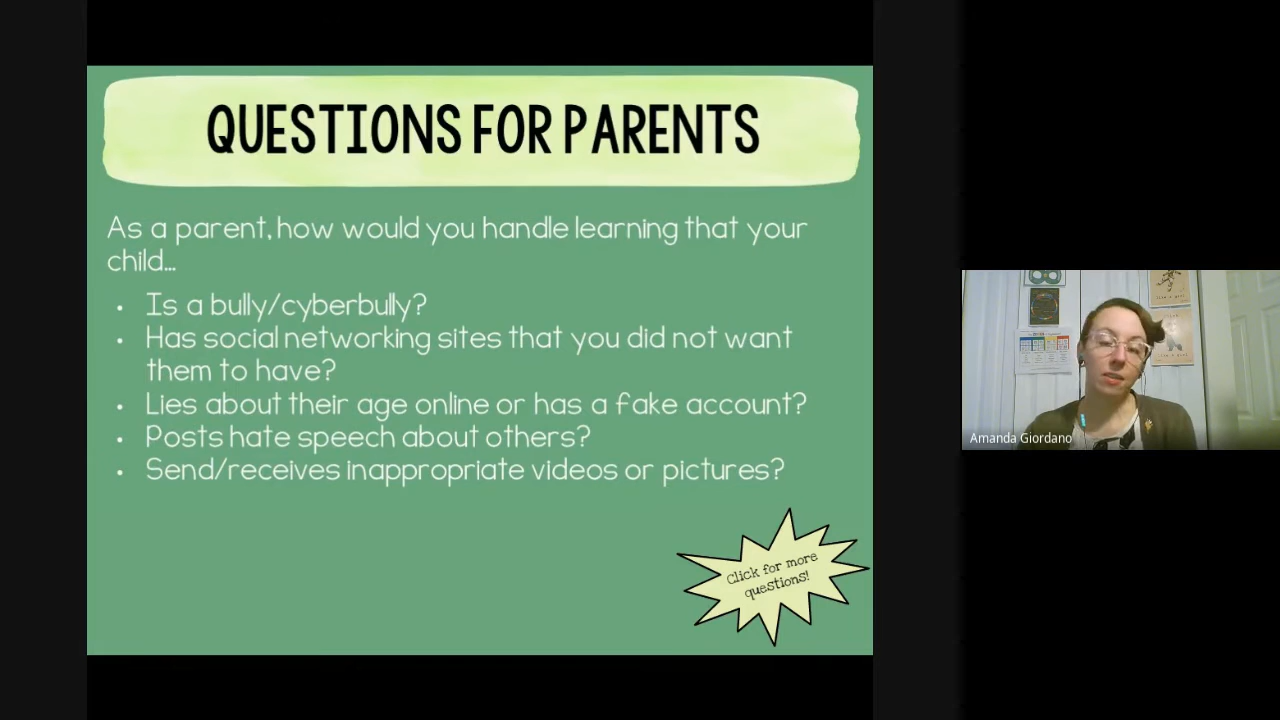 QUESTIONS FOR PARENTS
As a parent, how would you handle learning that your
child...
• Is a bully/cyberbully?
• Has social networking sites that you did not want
them to have?
• Lies about their age online or has a fake account?
• Posts hate speech about others?
• Send/receives inappropriate videos or pictures?
Click for more
questions!
Amanda Giordano